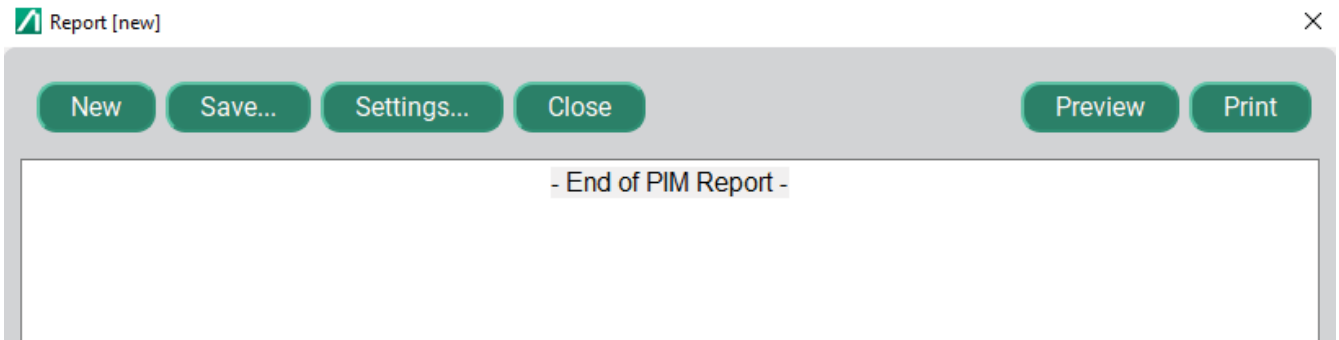 Report [new]
New Save... Settings... Close Preview Print
- End of PIM Report -